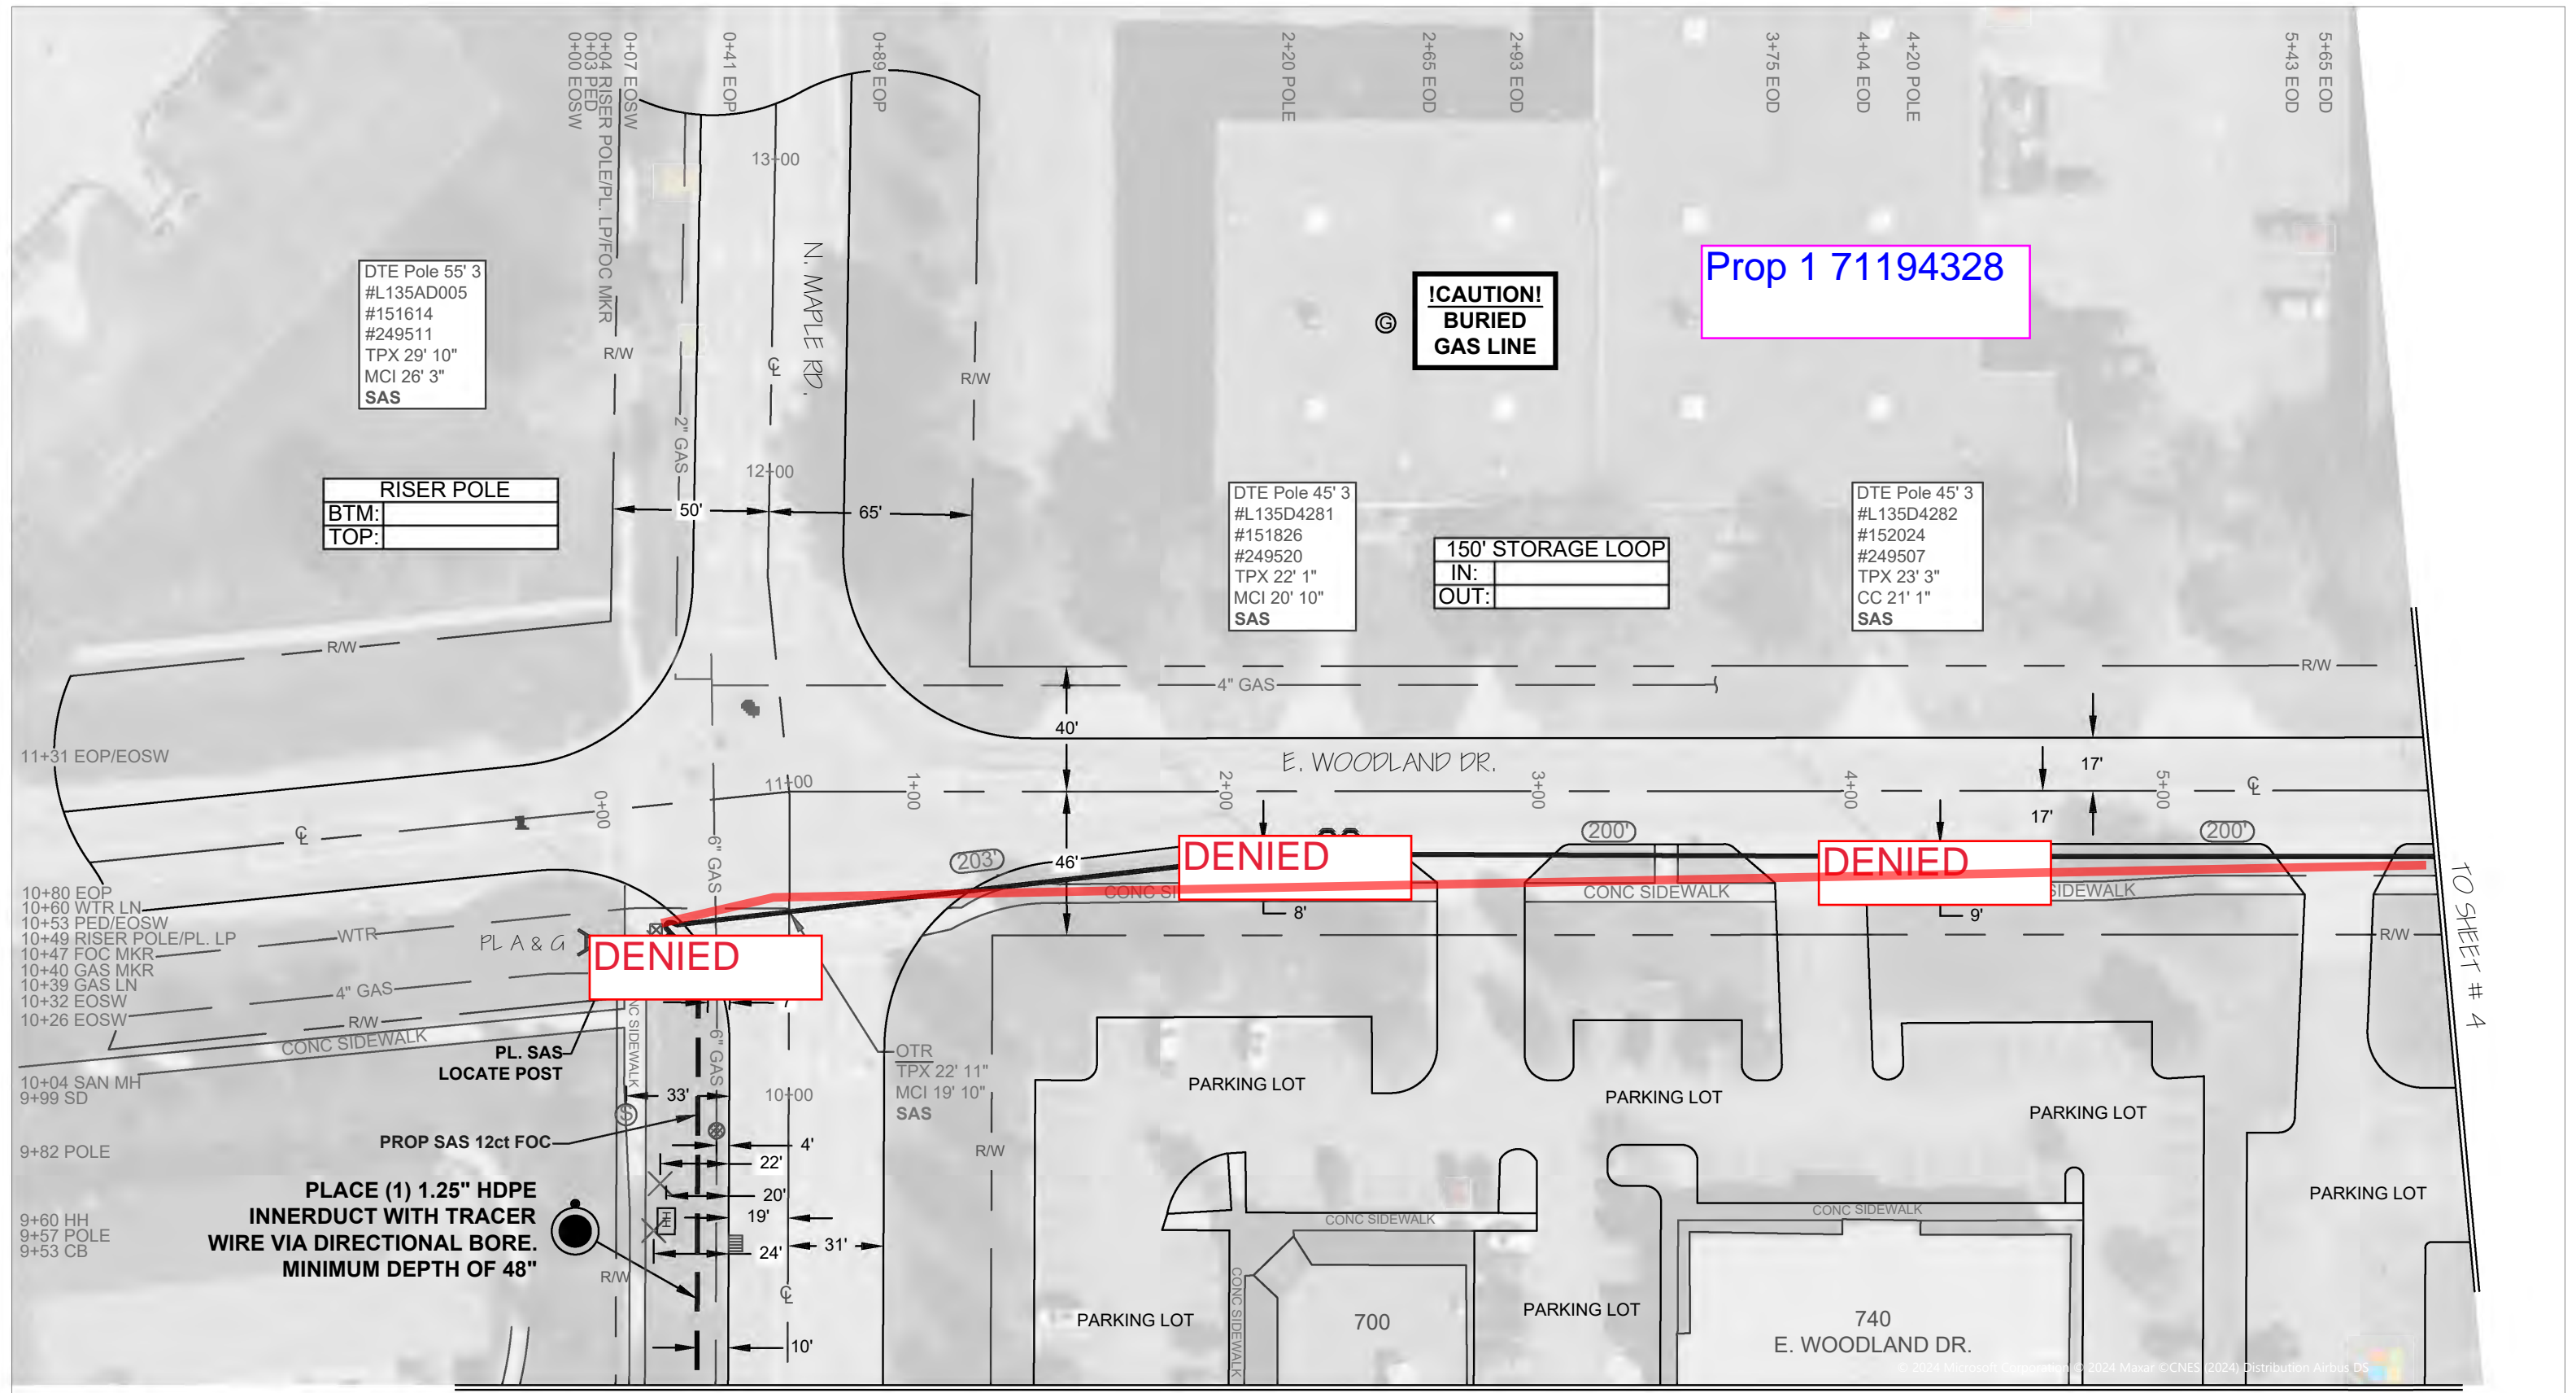 0+00 EOSW
0+03 PED
0+04 RISER POLE/PL. LP/FOC MKR
0+07 EOSW
0+41 EOP
0+89 EOP
2+20 POLE
2+65 EOD
2+93 EOD
3+75 EOD
4+04 EOD
4+20 POLE
5+43 EOD
5+65 EOD
13+00
N. MAPLE RD.
DTE Pole 55' 3
#L135AD005
#151614
#249511
TPX 29' 10"
MCI 26' 3"
SAS
R/W
℄
R/W
2" GAS
!CAUTION!
BURIED
GAS LINE
G
Prop 1 71194328
12+00
RISER POLE
BTM:
TOP:
50'
65'
DTE Pole 45' 3
#L135D4281
#151826
#249520
TPX 22' 1"
MCI 20' 10"
SAS
150' STORAGE LOOP
IN:
OUT:
DTE Pole 45' 3
#L135D4282
#152024
#249507
TPX 23' 3"
CC 21' 1"
SAS
R/W
R/W
4" GAS
40'
11+31 EOP/EOSW
E. WOODLAND DR.
17'
11+00
0+00
1+00
2+00
3+00
4+00
5+00
℄
℄
17'
6" GAS
203'
46'
200'
200'
DENIED
DENIED
CONC SIDEWALK
SIDEWALK
8'
9'
R/W
TO SHEET # 4
10+80 EOP
10+60 WTR LN
10+53 PED/EOSW
10+49 RISER POLE/PL. LP
10+47 FOC MKR
10+40 GAS MKR
10+39 GAS LN
10+32 EOSW
10+26 EOSW
WTR
PL A & G
DENIED
4" GAS
R/W
CONC SIDEWALK
PL. SAS
LOCATE POST
6" GAS
OTR
TPX 22' 11"
MCI 19' 10"
SAS
10+04 SAN MH
9+99 SD
33'
S
10+00
PARKING LOT
PARKING LOT
PARKING LOT
PROP SAS 12ct FOC
4'
9+82 POLE
22'
R/W
PLACE (1) 1.25" HDPE
INNERDUCT WITH TRACER
WIRE VIA DIRECTIONAL BORE.
MINIMUM DEPTH OF 48"
20'
19'
31'
24'
9+60 HH
9+57 POLE
9+53 CB
R/W
℄
10'
PARKING LOT
CONC SIDEWALK
CONC SIDEWALK
CONC SIDEWALK
PARKING LOT
700
PARKING LOT
740
E. WOODLAND DR.
© 2024 Microsoft Corporation © 2024 Maxar ©CNES (2024) Distribution Airbus DS